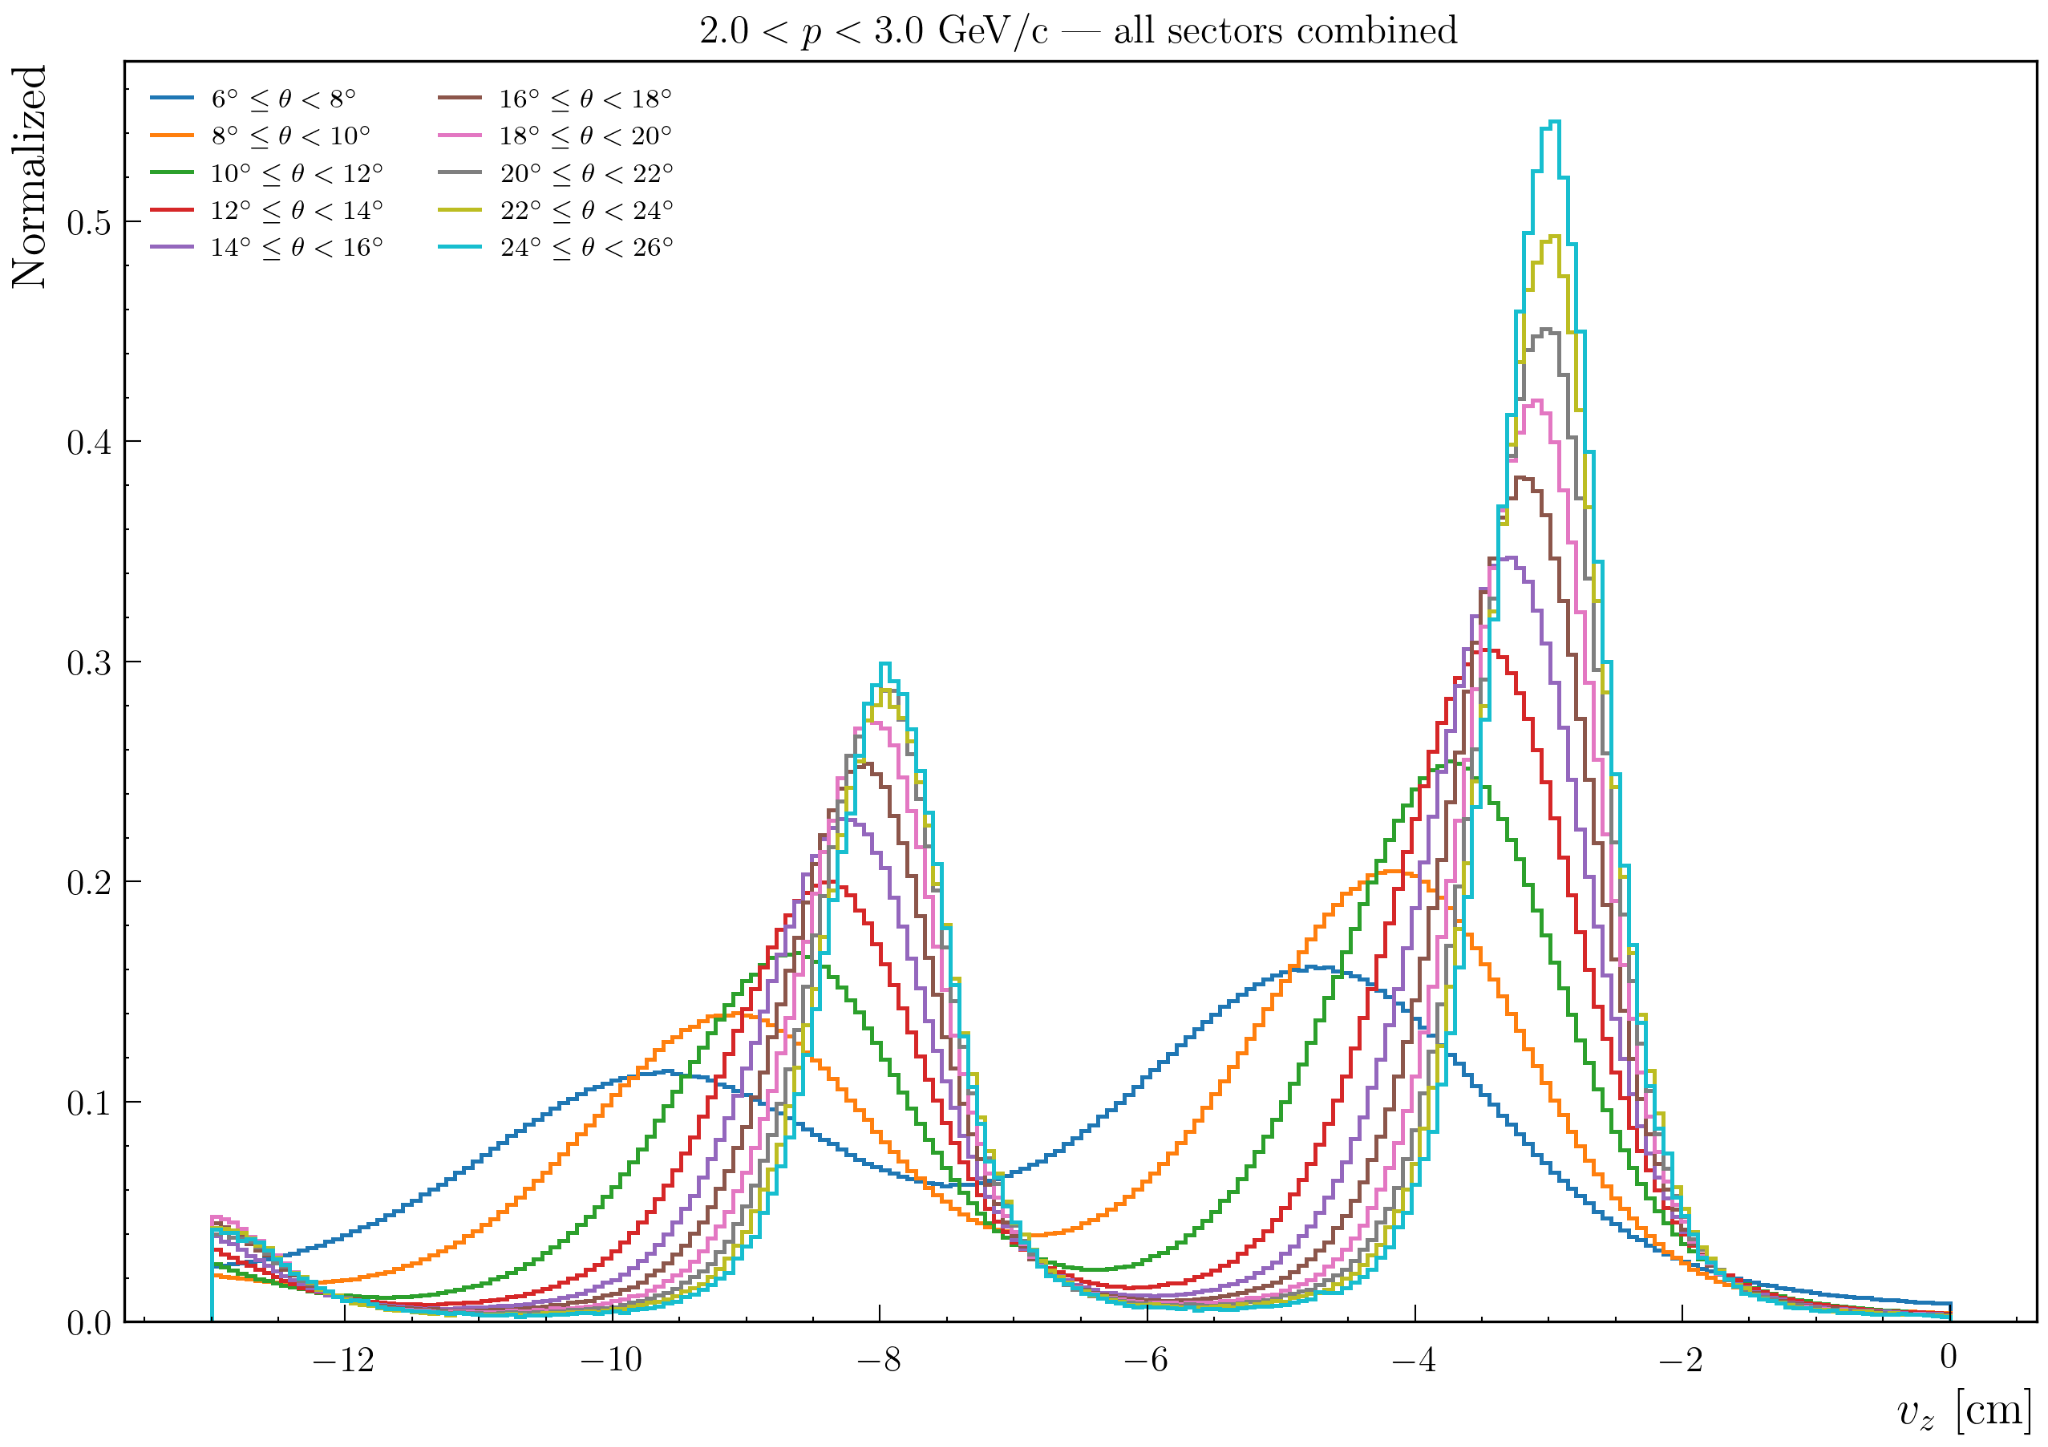 2.0 < p < 3.0 GeV/c — all sectors combined
Normalized
6° ≤ θ < 8°
8° ≤ θ < 10°
10° ≤ θ < 12°
12° ≤ θ < 14°
14° ≤ θ < 16°
16° ≤ θ < 18°
18° ≤ θ < 20°
20° ≤ θ < 22°
22° ≤ θ < 24°
24° ≤ θ < 26°
0.5
0.4
0.3
0.2
0.1
0.0
−12 −10 −8 −6 −4 −2 0
v_z [cm]